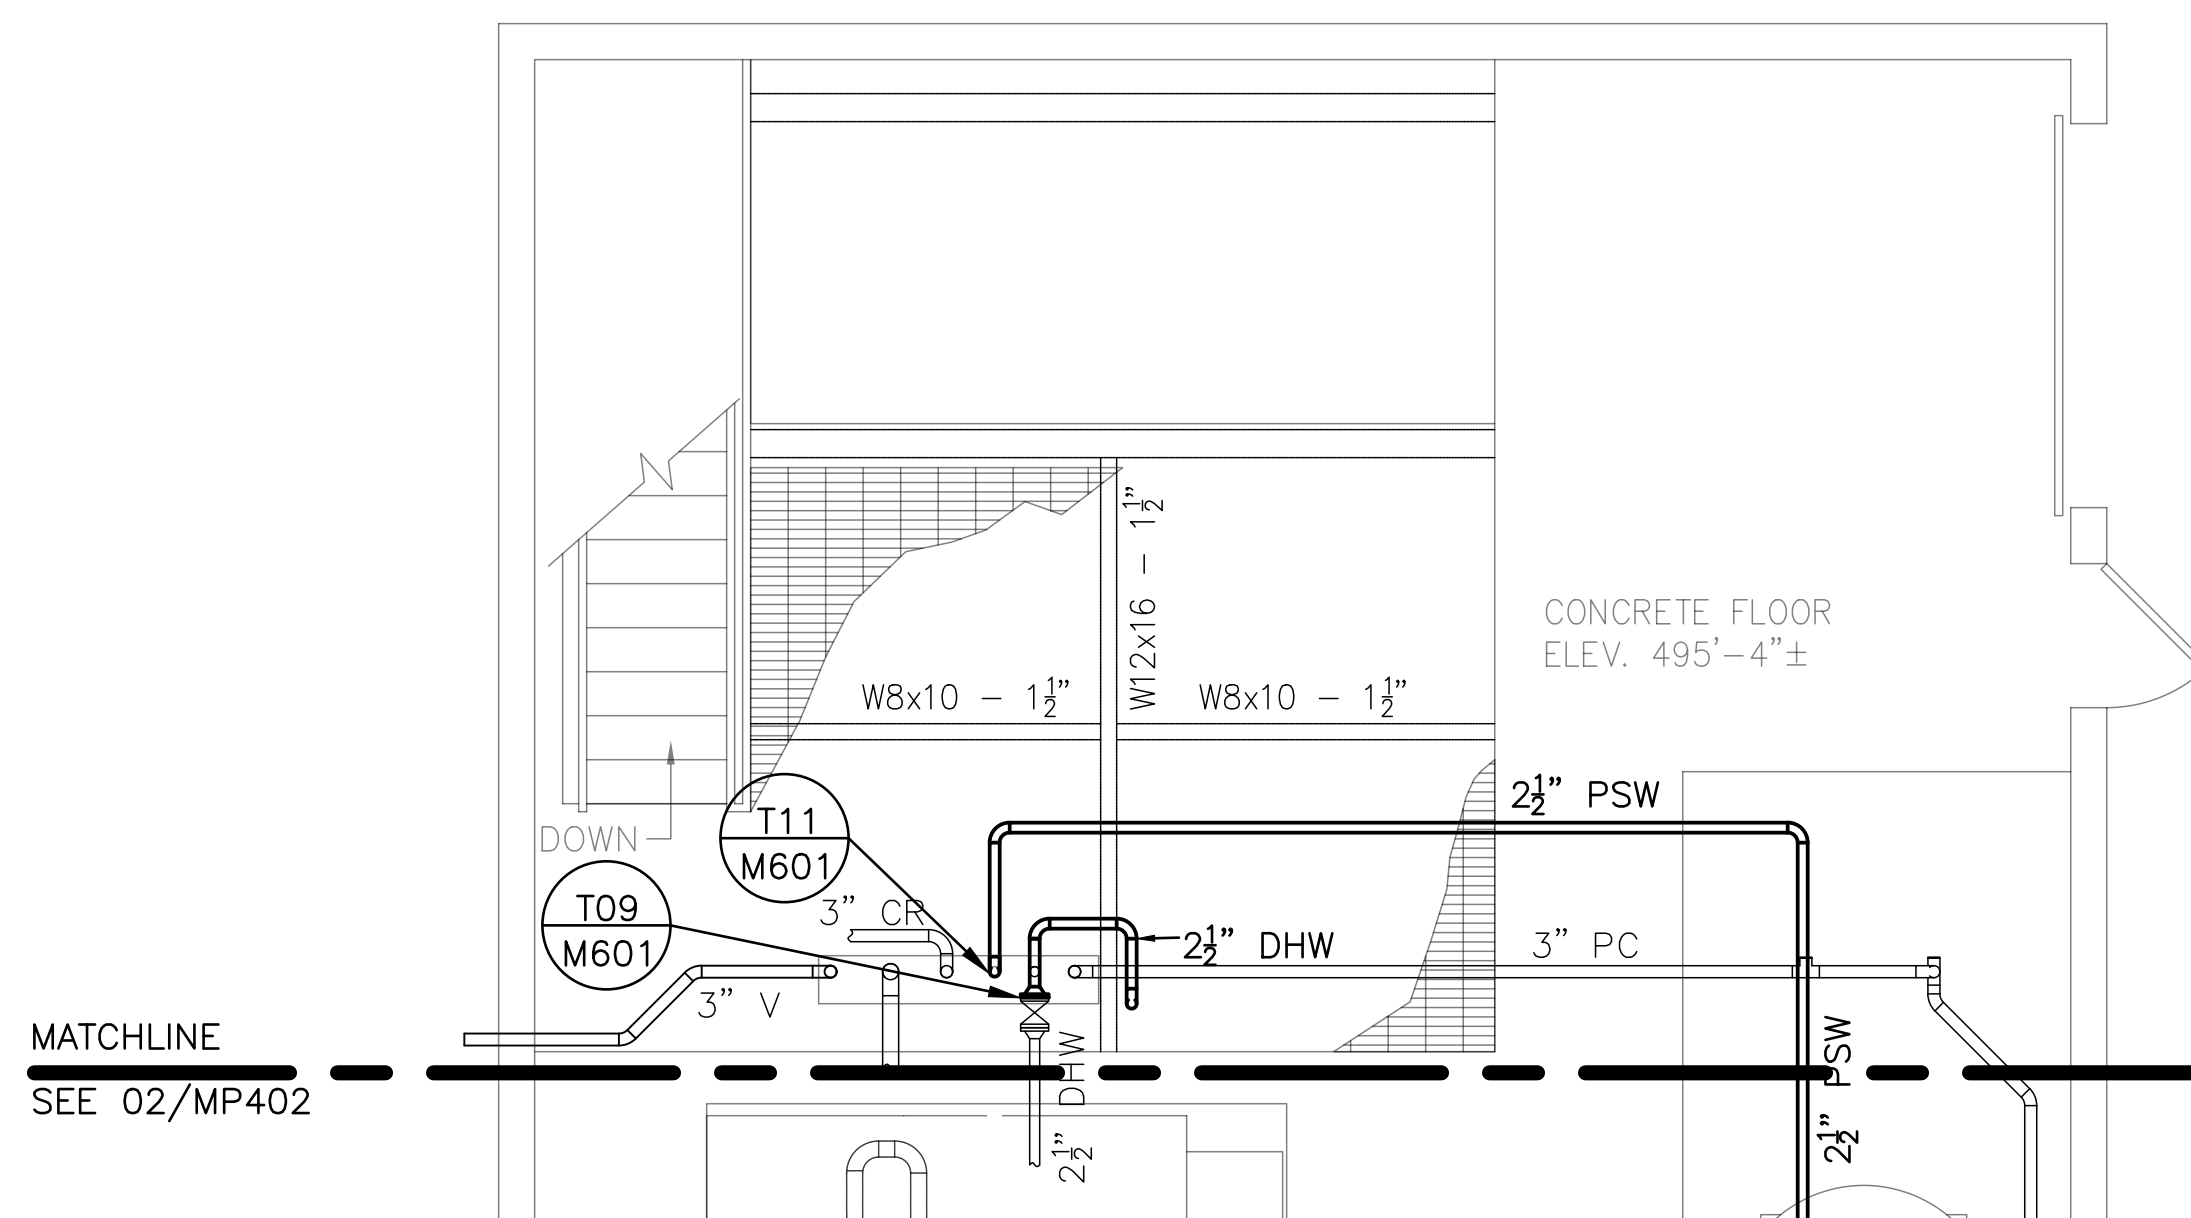 W12x16 – 1½"
CONCRETE FLOOR
ELEV. 495'–4"±
W8x10 – 1½"
W8x10 – 1½"
2½" PSW
T11
M601
DOWN
T09
M601
3" CR
2½" DHW
3" PC
3" V
MATCHLINE
SEE 02/MP402
2½" DHW
2½" PSW